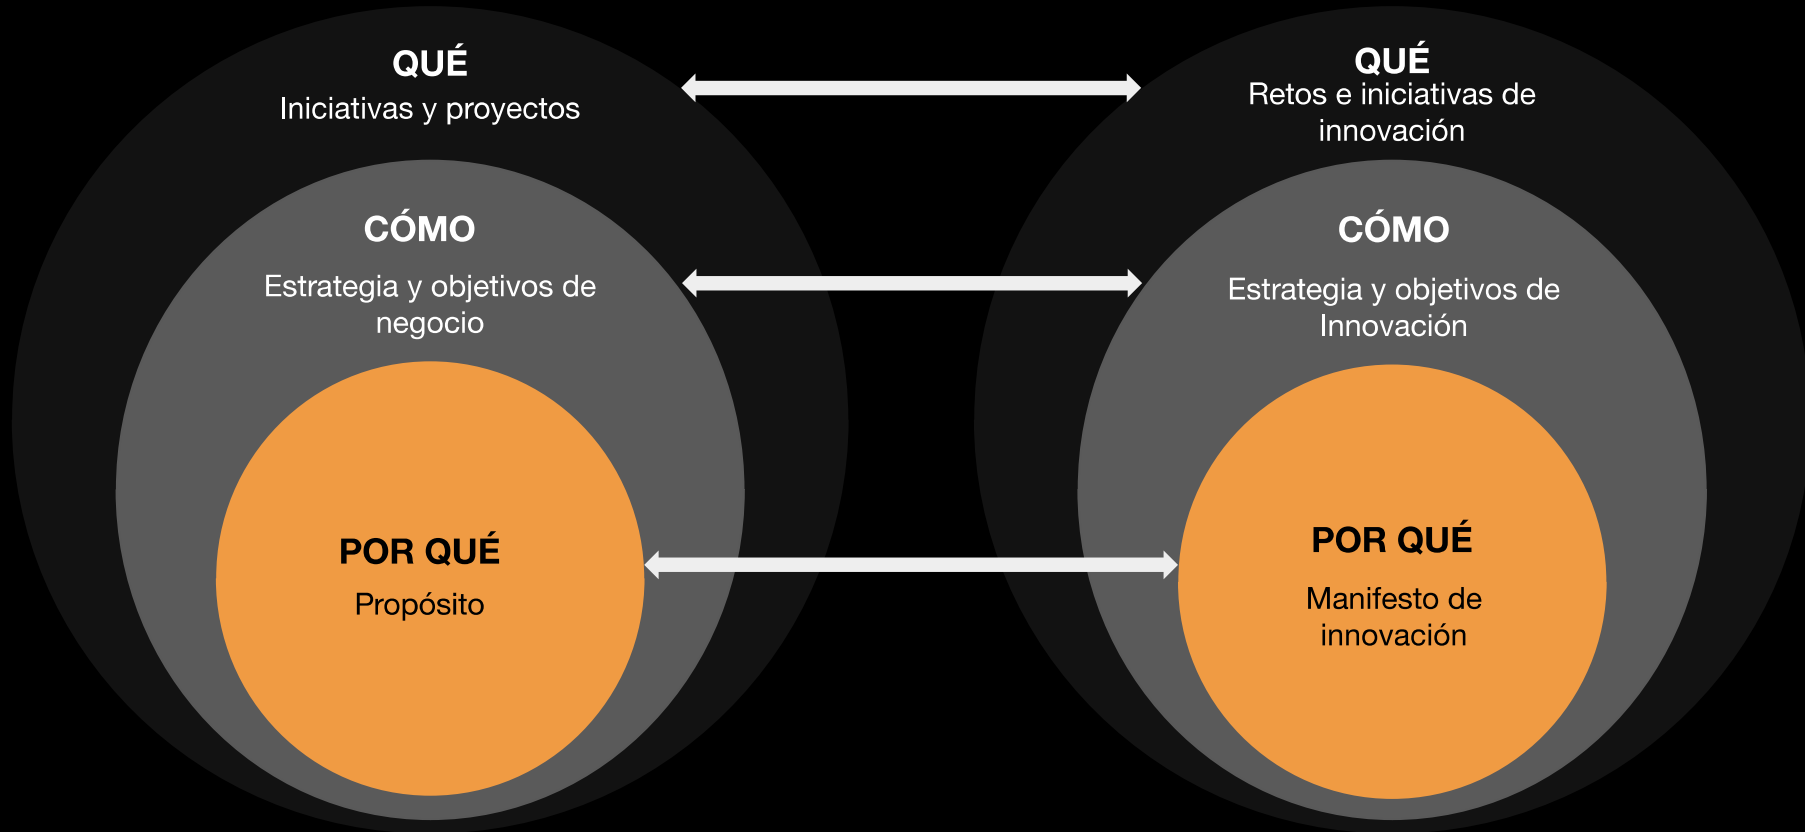 QUÉ
Iniciativas y proyectos
CÓMO
Estrategia y objetivos de
negocio
POR QUÉ
Propósito
QUÉ
Retos e iniciativas de
innovación
CÓMO
Estrategia y objetivos de
Innovación
POR QUÉ
Manifesto de
innovación